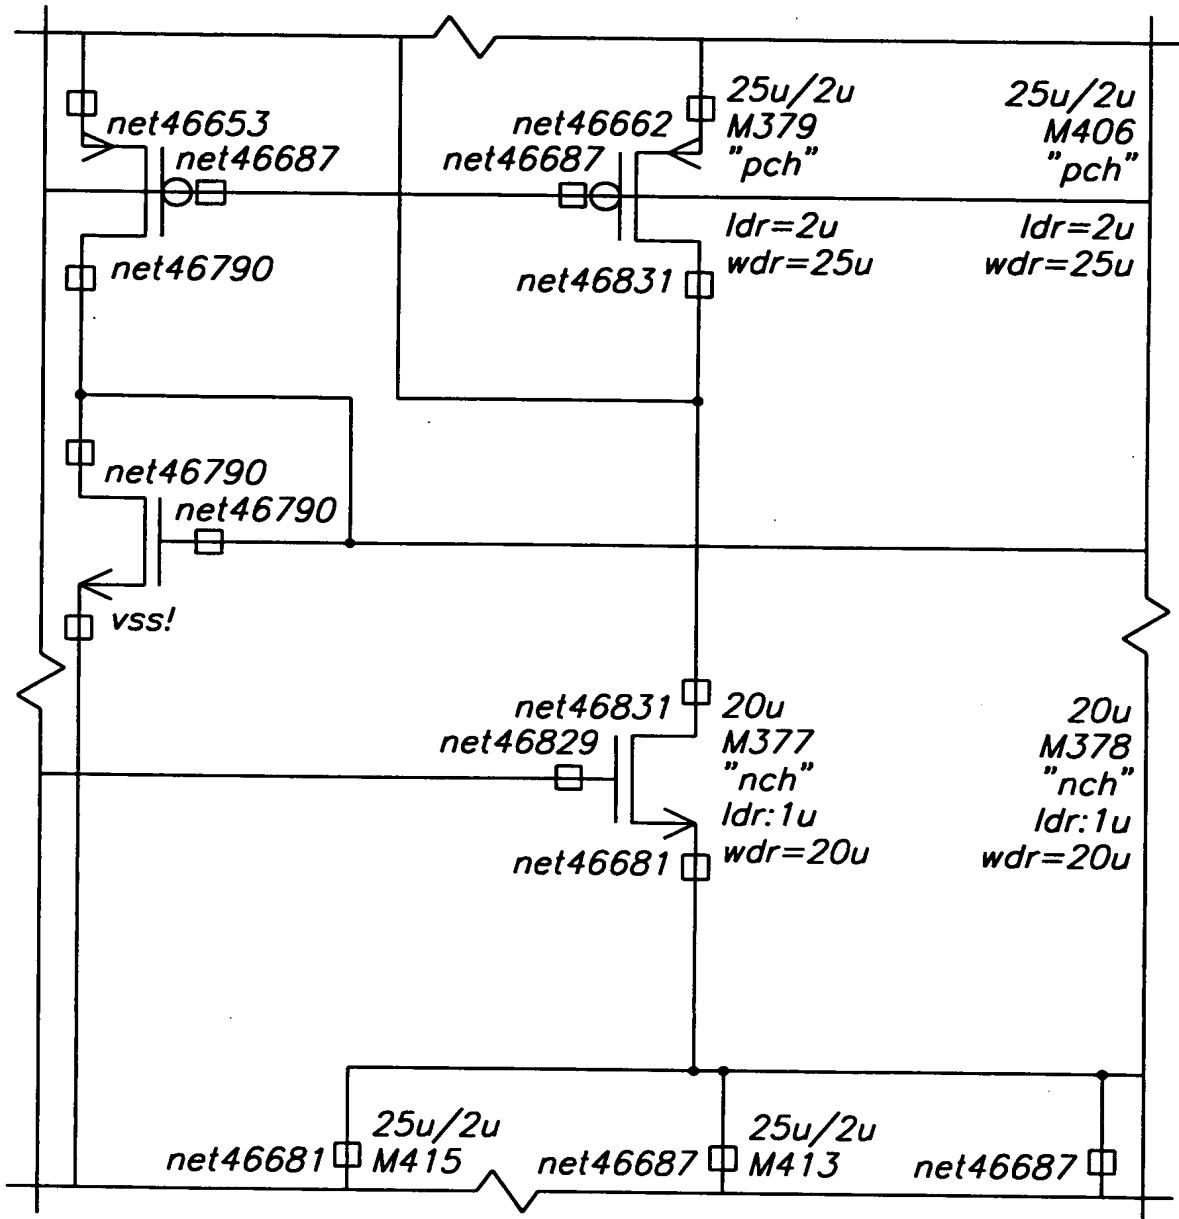 25u/2u
25u/2u
net46653
net46662
M379
M406
net46687
net46687
"pch"
"pch"
ldr=2u
ldr=2u
net46790
net46831
wdr=25u
wdr=25u
net46790
net46790
vss!
net46831
20u
20u
net46829
M377
M378
"nch"
"nch"
ldr:1u
ldr:1u
net46681
wdr=20u
wdr=20u
25u/2u
25u/2u
net46681
M415
net46687
M413
net46687